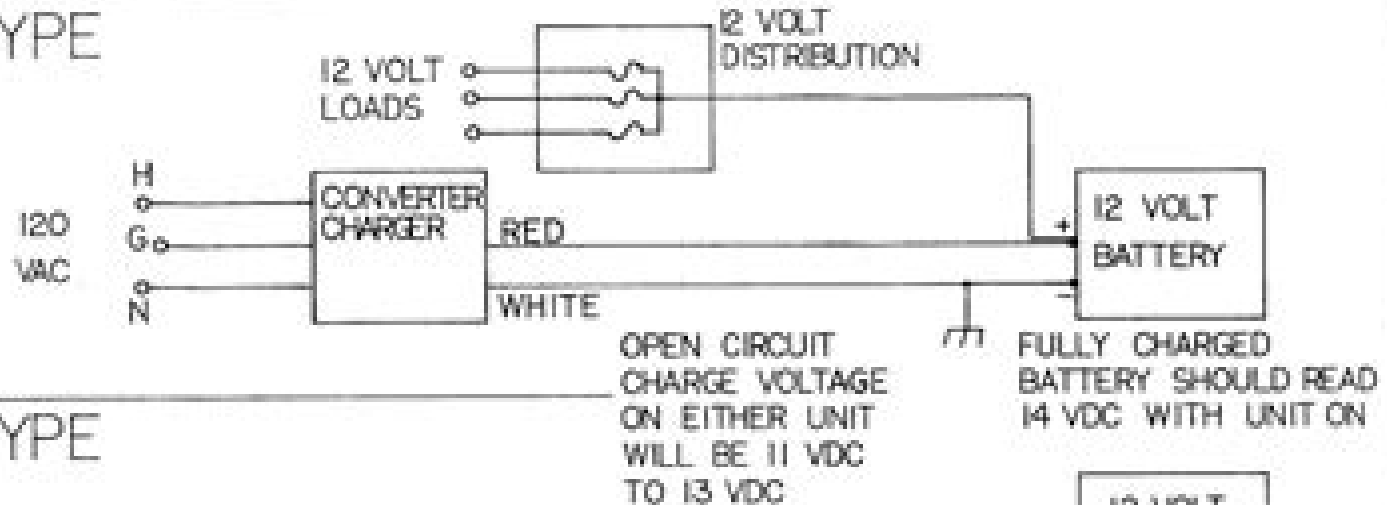 YPE
12 VOLT
DISTRIBUTION
12 VOLT
LOADS
H
120
VAC
G
N
CONVERTER
CHARGER
RED
WHITE
+
12 VOLT
BATTERY
-
OPEN CIRCUIT
CHARGE VOLTAGE
ON EITHER UNIT
WILL BE 11 VDC
TO 13 VDC
FULLY CHARGED
BATTERY SHOULD READ
14 VDC WITH UNIT ON
YPE
12 VOLT